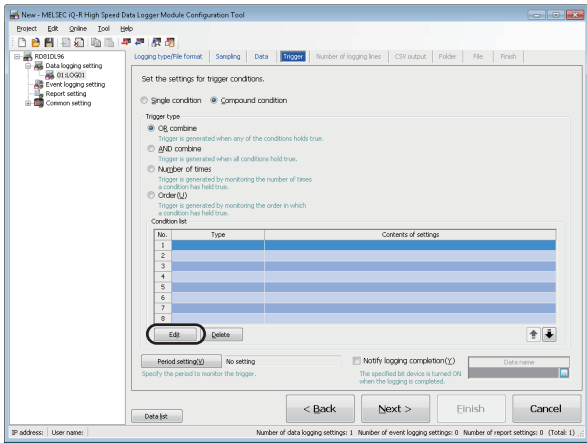 New - MELSEC iQ-R High Speed Data Logger Module Configuration Tool
Project Edit Online Tool Help
RD81DL96
Data logging setting
01:LOG01
Event logging setting
Report setting
Common setting
Logging type/File format Sampling Data Trigger Number of logging lines CSV output Folder File Finish
Set the settings for trigger conditions.
Single condition Compound condition
Trigger type
OR combine
Trigger is generated when any of the conditions holds true.
AND combine
Trigger is generated when all conditions hold true.
Number of times
Trigger is generated by monitoring the number of times
a condition has held true.
Order(U)
Trigger is generated by monitoring the order in which
a condition has held true.
Condition list
No. Type Contents of settings
1
2
3
4
5
6
7
8
Edit Delete
Period setting(V) No setting
Specify the period to monitor the trigger.
Notify logging completion(Y) Data name
The specified bit device is turned ON
when the logging is completed.
Data list
< Back Next > Finish Cancel
IP address: User name: Number of data logging settings: 1 Number of event logging settings: 0 Number of report settings: 0 (Total: 1)